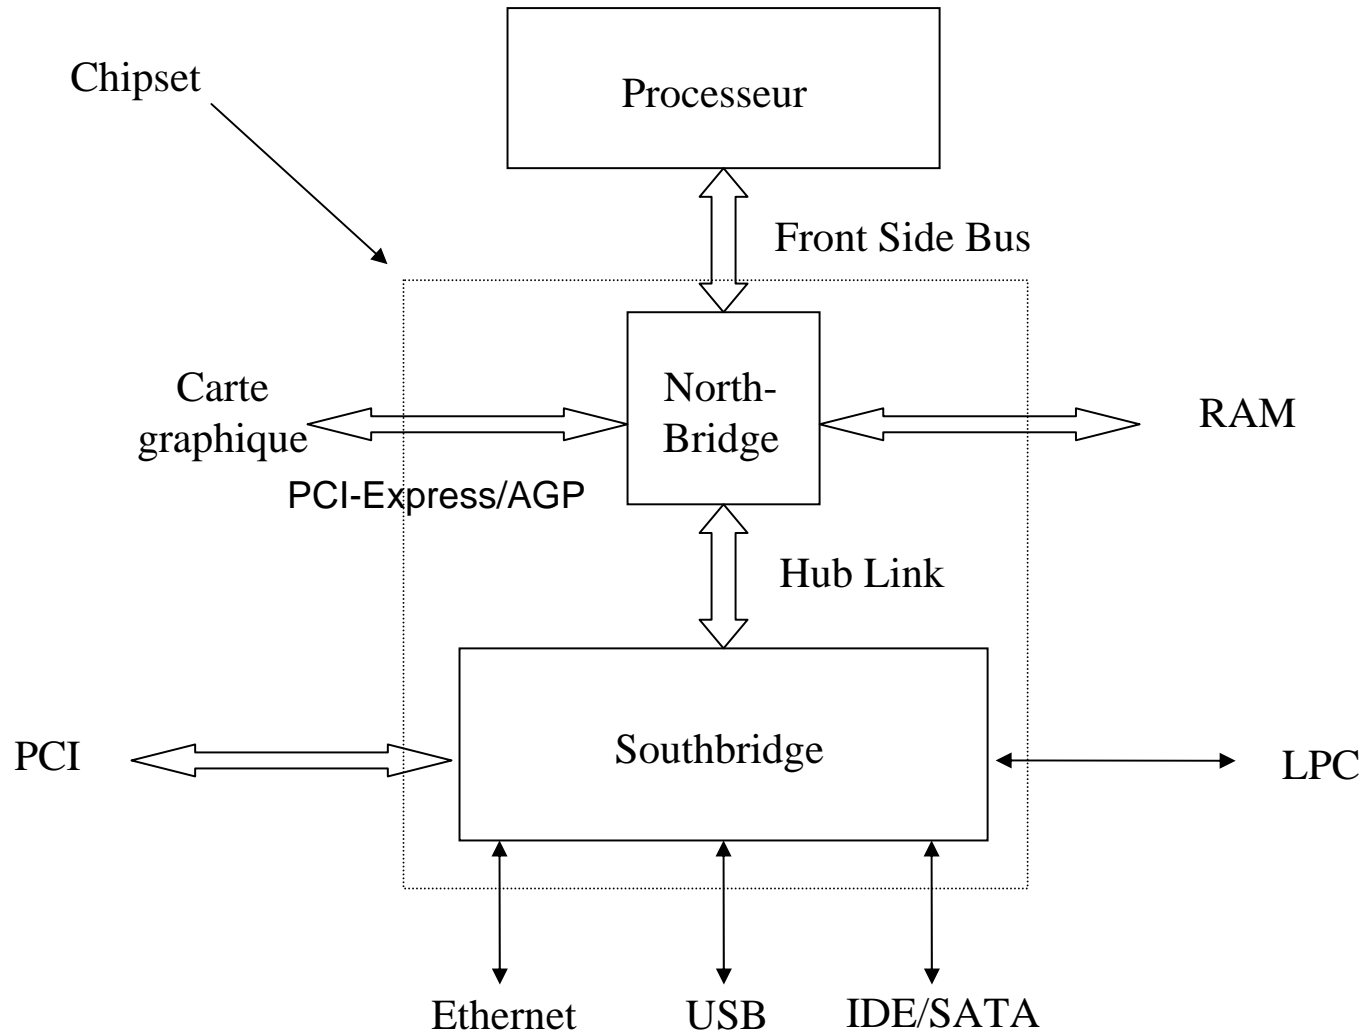 Processeur
Chipset
Front Side Bus
Carte
graphique
North-
Bridge
RAM
PCI-Express/AGP
Hub Link
PCI
Southbridge
LPC
Ethernet
USB
IDE/SATA